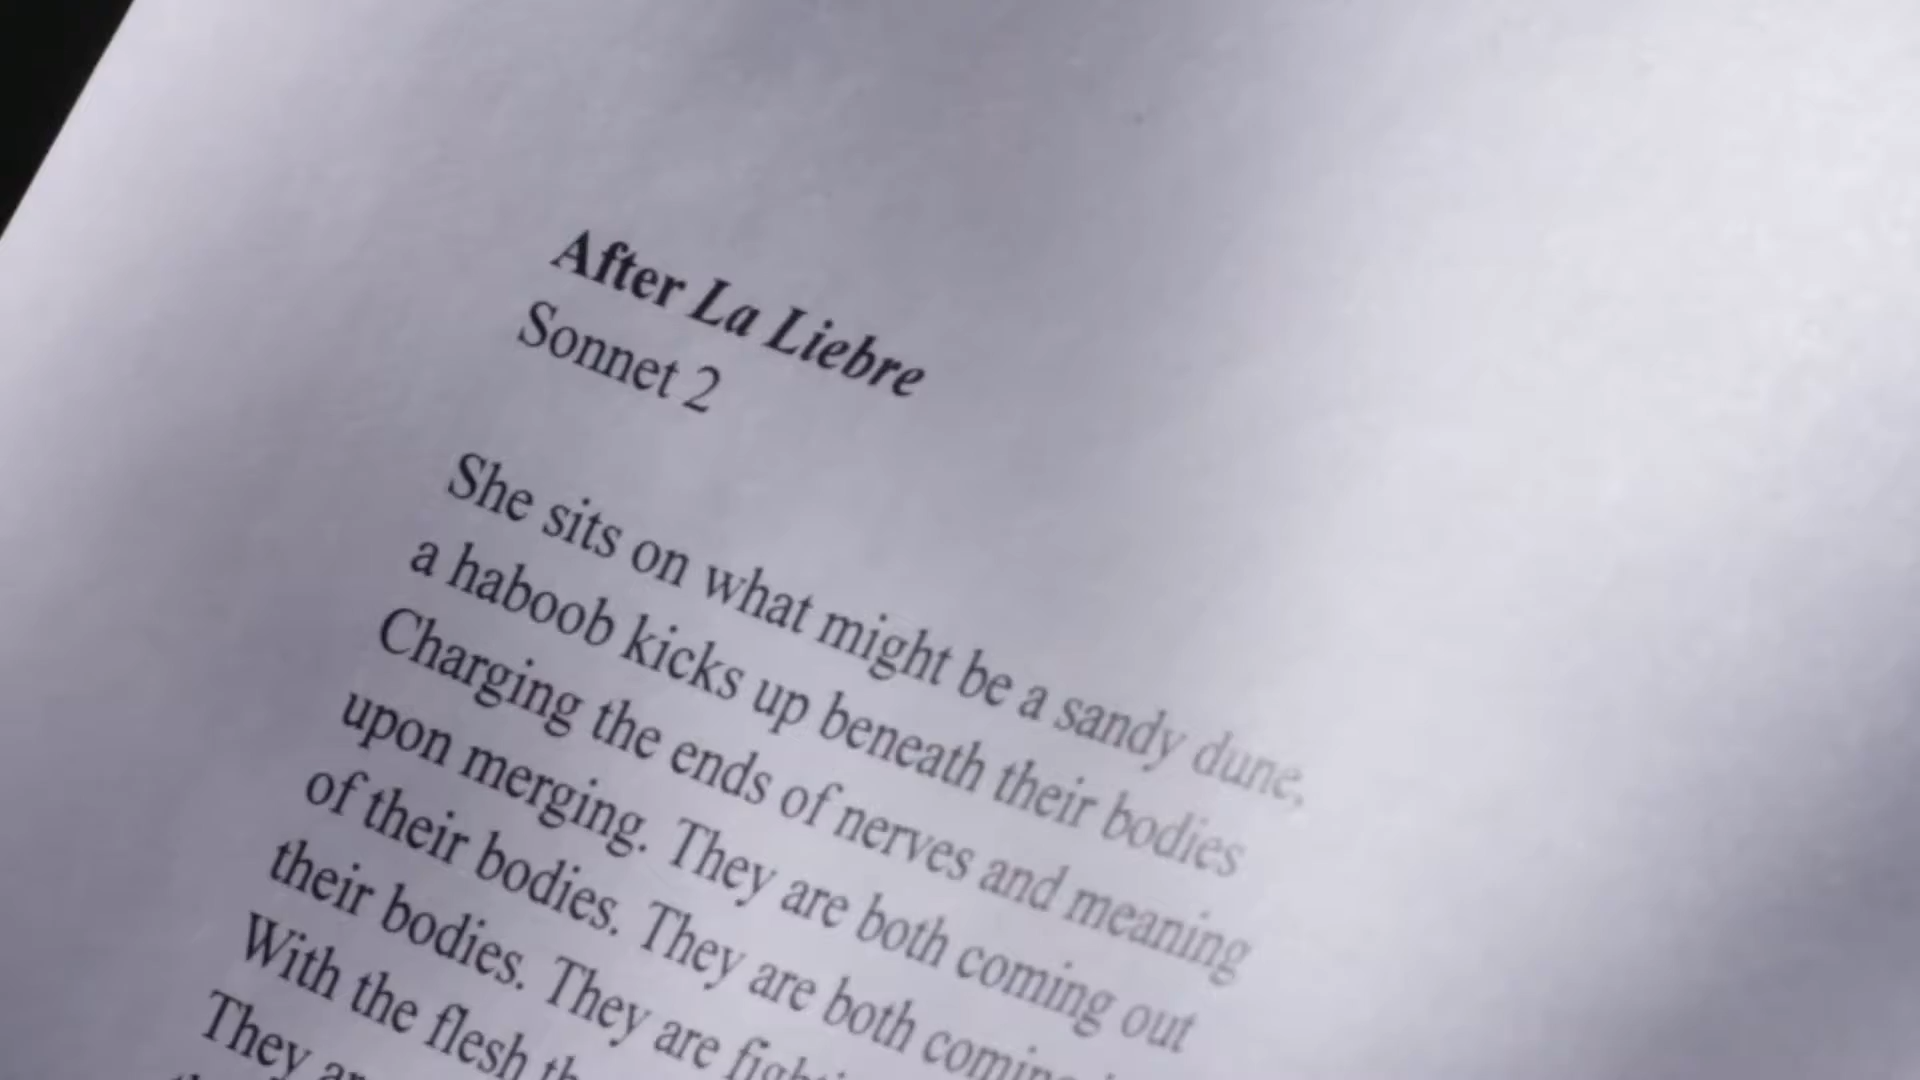 After La Liebre
Sonnet 2
She sits on what might be a sandy dune,
a haboob kicks up beneath their bodies
Charging the ends of nerves and meaning
upon merging. They are both coming out
of their bodies. They are both
their bodies. They are
With the flesh
They